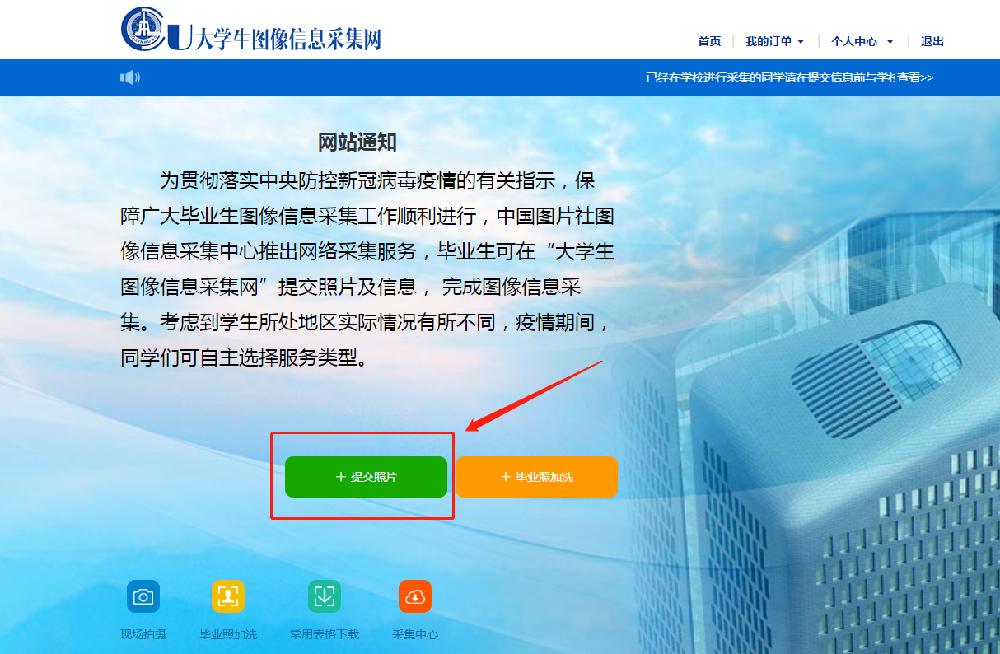 U大学生图像信息采集网
首页
我的订单
个人中心
退出
已经在学校进行采集的同学请在提交信息前与学校 查看>>
网站通知
为贯彻落实中央防控新冠病毒疫情的有关指示，保
障广大毕业生图像信息采集工作顺利进行，中国图片社图
像信息采集中心推出网络采集服务，毕业生可在“大学生
图像信息采集网”提交照片及信息， 完成图像信息采
集。考虑到学生所处地区实际情况有所不同，疫情期间，
同学们可自主选择服务类型。
＋ 提交照片
＋ 毕业照加洗
现场拍摄
毕业照加洗
常用表格下载
采集中心